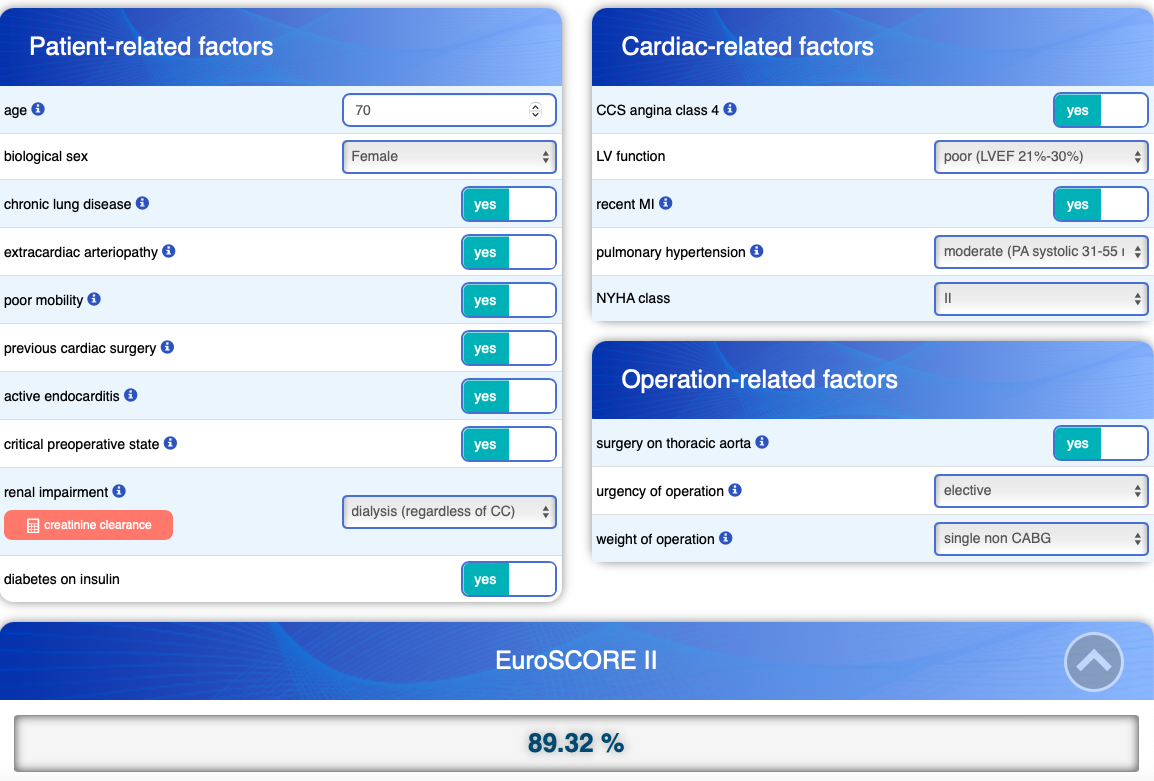 Patient-related factors
age
70
biological sex
Female
chronic lung disease
yes
extracardiac arteriopathy
yes
poor mobility
yes
previous cardiac surgery
yes
active endocarditis
yes
critical preoperative state
yes
renal impairment
creatinine clearance
dialysis (regardless of CC)
diabetes on insulin
yes
Cardiac-related factors
CCS angina class 4
yes
LV function
poor (LVEF 21%-30%)
recent MI
yes
pulmonary hypertension
moderate (PA systolic 31-55
NYHA class
II
Operation-related factors
surgery on thoracic aorta
yes
urgency of operation
elective
weight of operation
single non CABG
EuroSCORE II
89.32 %